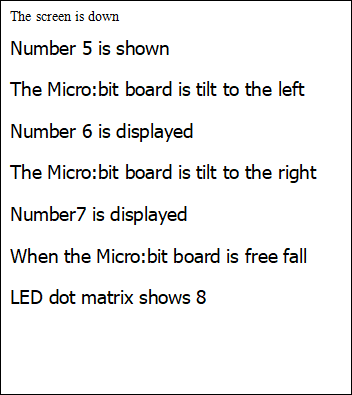 The screen is down
Number 5 is shown
The Micro:bit board is tilt to the left
Number 6 is displayed
The Micro:bit board is tilt to the right
Number7 is displayed
When the Micro:bit board is free fall
LED dot matrix shows 8